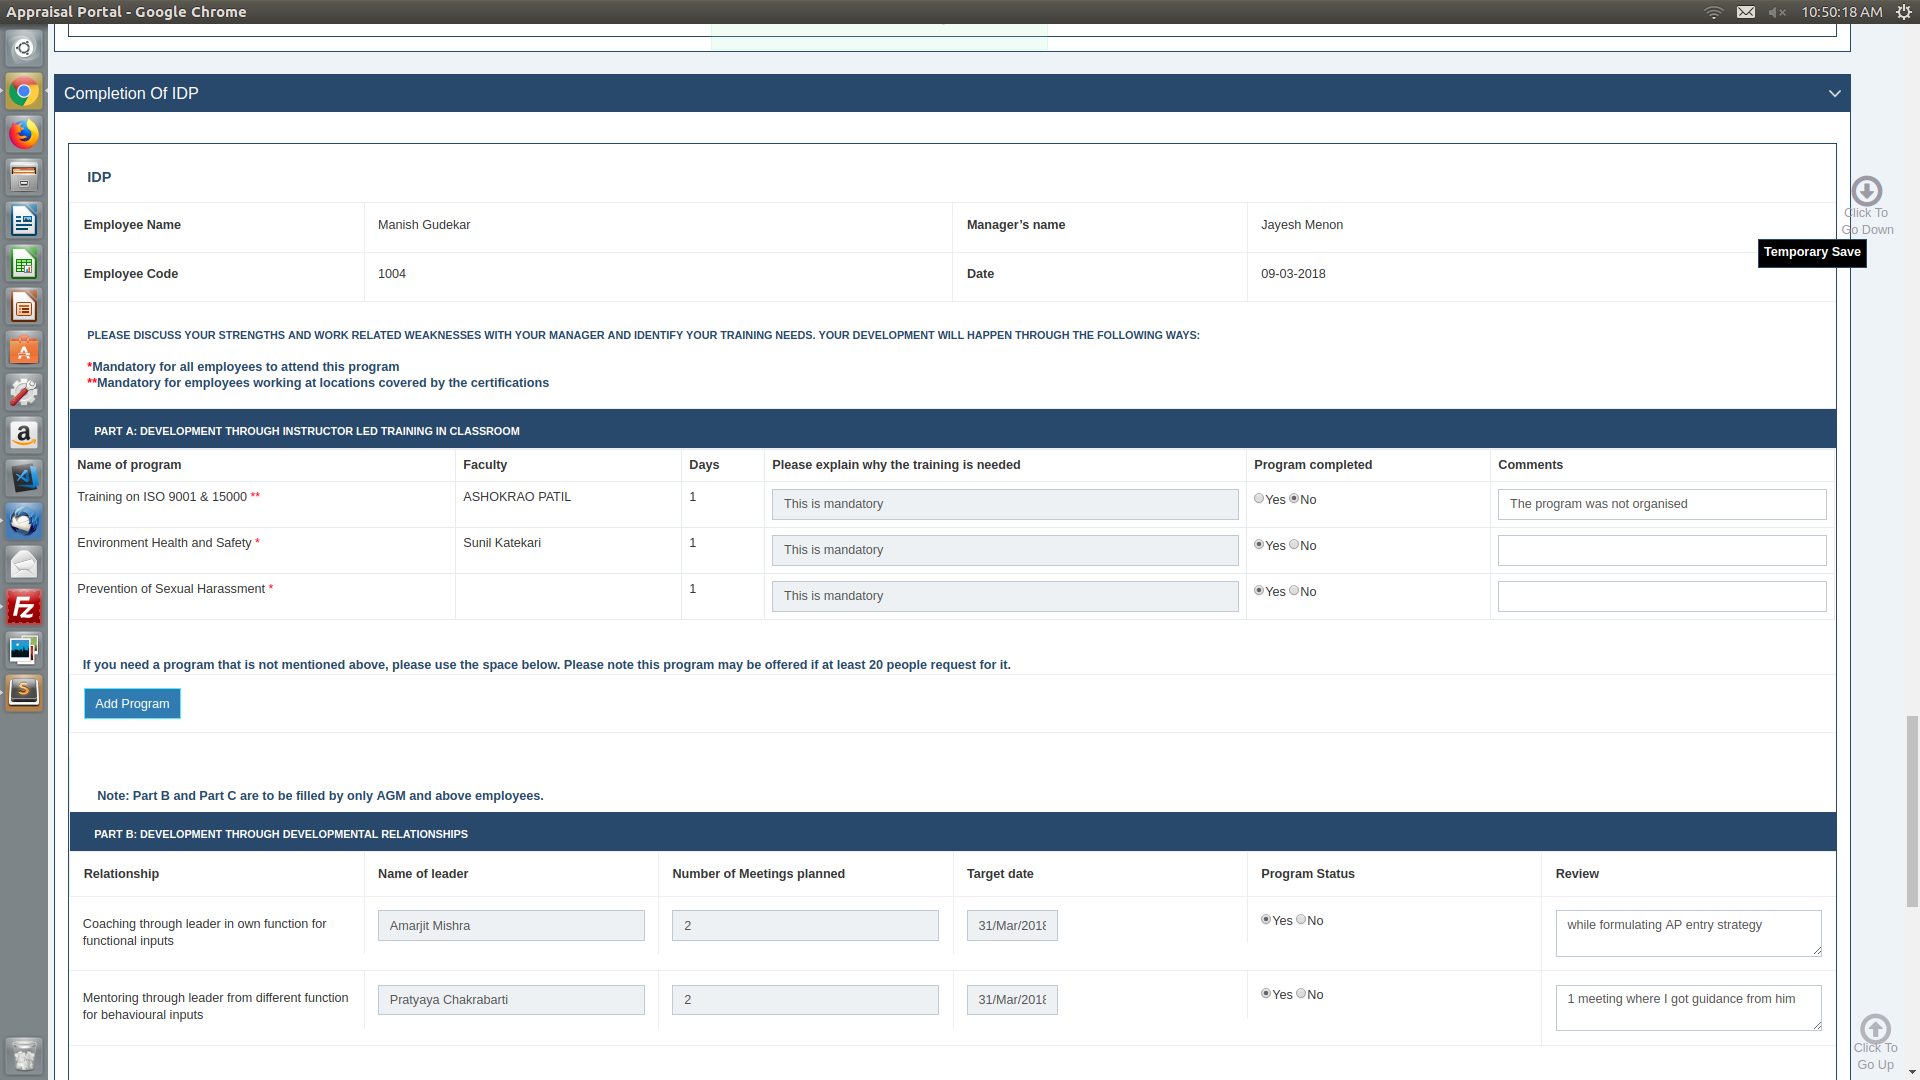 Appraisal Portal - Google Chrome
10:50:18 AM
Completion Of IDP
IDP
Employee Name Manish Gudekar Manager’s name Jayesh Menon
Click To
Go Down
Temporary Save
Employee Code 1004 Date 09-03-2018
PLEASE DISCUSS YOUR STRENGTHS AND WORK RELATED WEAKNESSES WITH YOUR MANAGER AND IDENTIFY YOUR TRAINING NEEDS. YOUR DEVELOPMENT WILL HAPPEN THROUGH THE FOLLOWING WAYS:
*Mandatory for all employees to attend this program
**Mandatory for employees working at locations covered by the certifications
PART A: DEVELOPMENT THROUGH INSTRUCTOR LED TRAINING IN CLASSROOM
Name of program Faculty Days Please explain why the training is needed Program completed Comments
Training on ISO 9001 & 15000 ** ASHOKRAO PATIL 1 This is mandatory Yes No The program was not organised
Environment Health and Safety * Sunil Katekari 1 This is mandatory Yes No
Prevention of Sexual Harassment * 1 This is mandatory Yes No
If you need a program that is not mentioned above, please use the space below. Please note this program may be offered if at least 20 people request for it.
Add Program
Note: Part B and Part C are to be filled by only AGM and above employees.
PART B: DEVELOPMENT THROUGH DEVELOPMENTAL RELATIONSHIPS
Relationship Name of leader Number of Meetings planned Target date Program Status Review
Coaching through leader in own function for
functional inputs
Amarjit Mishra 2 31/Mar/2018 Yes No while formulating AP entry strategy
Mentoring through leader from different function
for behavioural inputs
Pratyaya Chakrabarti 2 31/Mar/2018 Yes No 1 meeting where I got guidance from him
Click To
Go Up